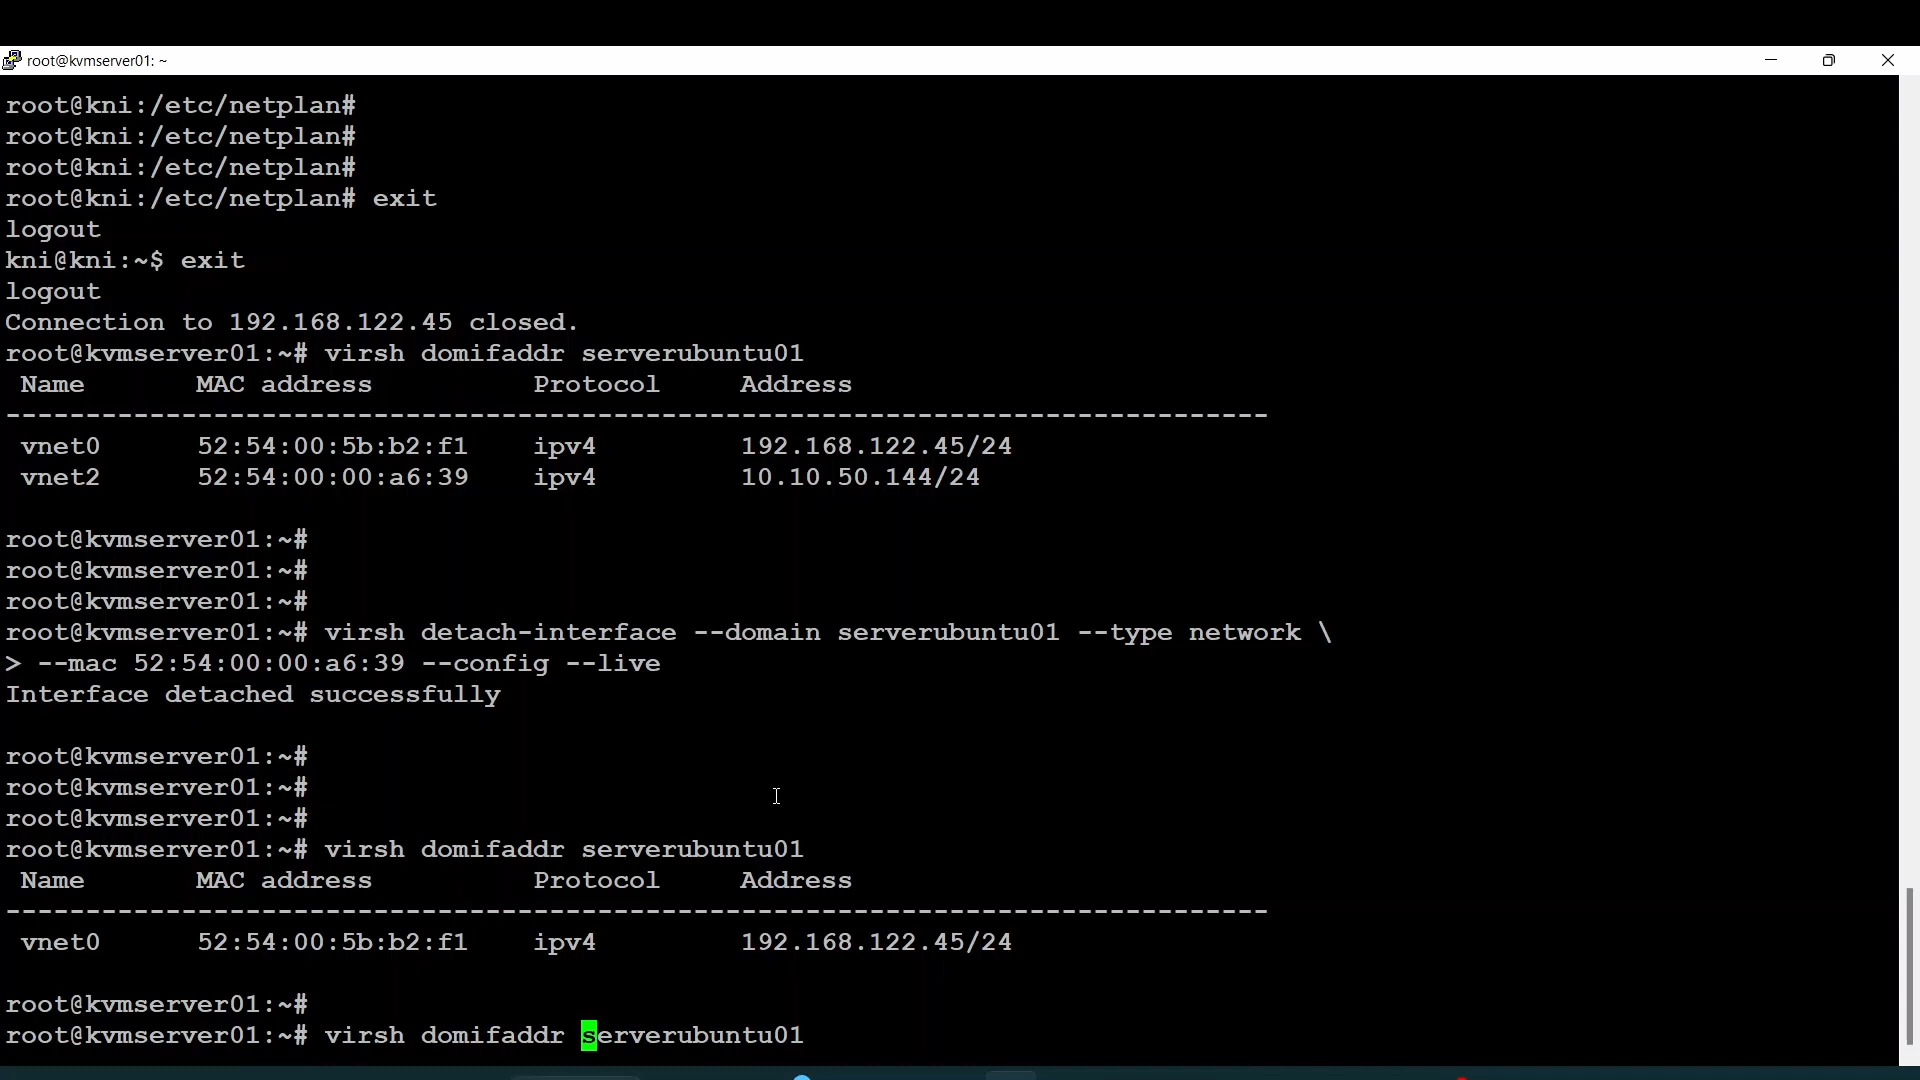 root@kvmserver01: ~
root@kni:/etc/netplan#
root@kni:/etc/netplan#
root@kni:/etc/netplan#
root@kni:/etc/netplan# exit
logout
kni@kni:~$ exit
logout
Connection to 192.168.122.45 closed.
root@kvmserver01:~# virsh domifaddr serverubuntu01
 Name       MAC address          Protocol     Address
-------------------------------------------------------------------------------
 vnet0      52:54:00:5b:b2:f1    ipv4         192.168.122.45/24
 vnet2      52:54:00:00:a6:39    ipv4         10.10.50.144/24
root@kvmserver01:~#
root@kvmserver01:~#
root@kvmserver01:~#
root@kvmserver01:~# virsh detach-interface --domain serverubuntu01 --type network \
> --mac 52:54:00:00:a6:39 --config --live
Interface detached successfully
root@kvmserver01:~#
root@kvmserver01:~#
root@kvmserver01:~#
root@kvmserver01:~# virsh domifaddr serverubuntu01
 Name       MAC address          Protocol     Address
-------------------------------------------------------------------------------
 vnet0      52:54:00:5b:b2:f1    ipv4         192.168.122.45/24
root@kvmserver01:~#
root@kvmserver01:~# virsh domifaddr serverubuntu01